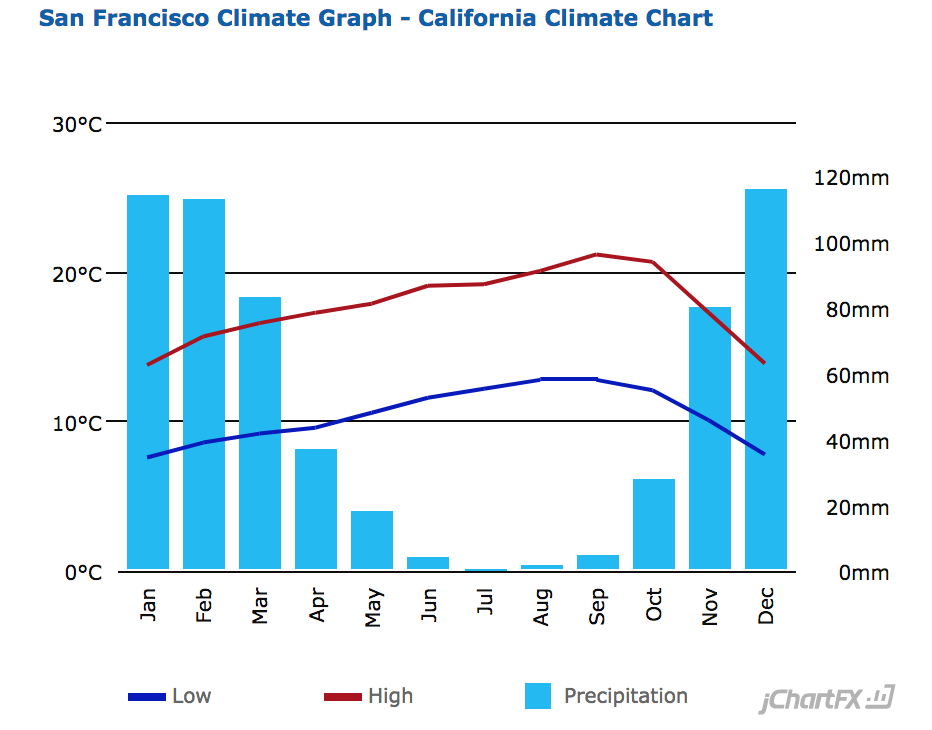 San Francisco Climate Graph - California Climate Chart
30°C
120mm
100mm
20°C
80mm
60mm
10°C
40mm
20mm
0°C
0mm
Jan Feb Mar Apr May Jun Jul Aug Sep Oct Nov Dec
Low High Precipitation
jChartFX